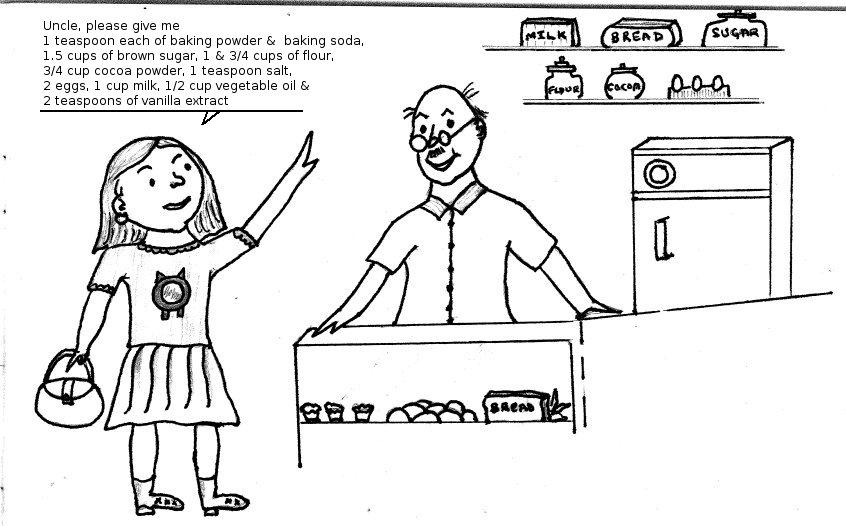 Uncle, please give me
1 teaspoon each of baking powder &  baking soda,
1.5 cups of brown sugar, 1 & 3/4 cups of flour,
3/4 cup cocoa powder, 1 teaspoon salt,
2 eggs, 1 cup milk, 1/2 cup vegetable oil &
2 teaspoons of vanilla extract
MILK
BREAD
SUGAR
FLOUR
COCOA
BREAD